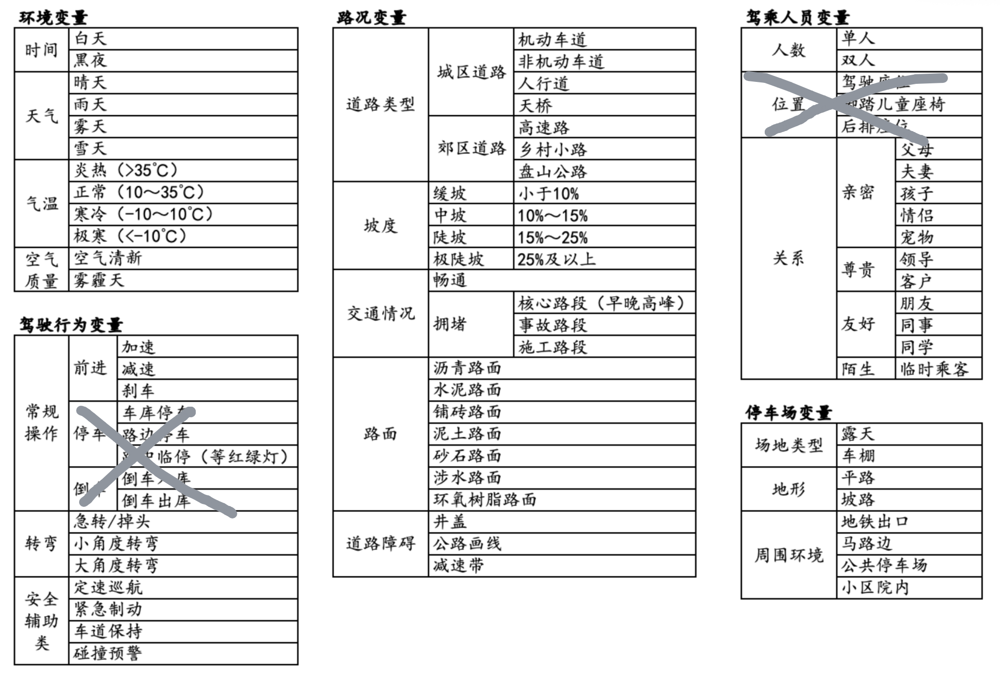 环境变量
时间
白天
黑夜
天气
晴天
雨天
雾天
雪天
气温
炎热（>35℃）
正常（10～35℃）
寒冷（-10～10℃）
极寒（<-10℃）
空气
质量
空气清新
雾霾天
驾驶行为变量
常规
操作
前进
加速
减速
刹车
停车
车库停车
路边停车
临停（等红绿灯）
倒
倒车 库
倒车出库
转弯
急转/掉头
小角度转弯
大角度转弯
安全
辅助
类
定速巡航
紧急制动
车道保持
碰撞预警
路况变量
道路类型
城区道路
机动车道
非机动车道
人行道
天桥
郊区道路
高速路
乡村小路
盘山公路
坡度
缓坡
小于10%
中坡
10%～15%
陡坡
15%～25%
极陡坡
25%及以上
交通情况
畅通
拥堵
核心路段（早晚高峰）
事故路段
施工路段
路面
沥青路面
水泥路面
铺砖路面
泥土路面
砂石路面
涉水路面
环氧树脂路面
道路障碍
井盖
公路画线
减速带
驾乘人员变量
人数
单人
双人
位置
驾驶座位
踏儿童座椅
后排座位
关系
亲密
父母
夫妻
孩子
情侣
宠物
尊贵
领导
客户
友好
朋友
同事
同学
陌生
临时乘客
停车场变量
场地类型
露天
车棚
地形
平路
坡路
周围环境
地铁出口
马路边
公共停车场
小区院内